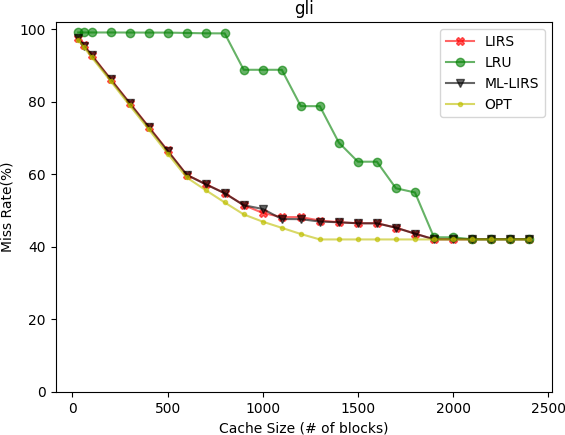 gli
LIRS
LRU
ML-LIRS
OPT
Miss Rate(%)
100
80
60
40
20
0
0 500 1000 1500 2000 2500
Cache Size (# of blocks)